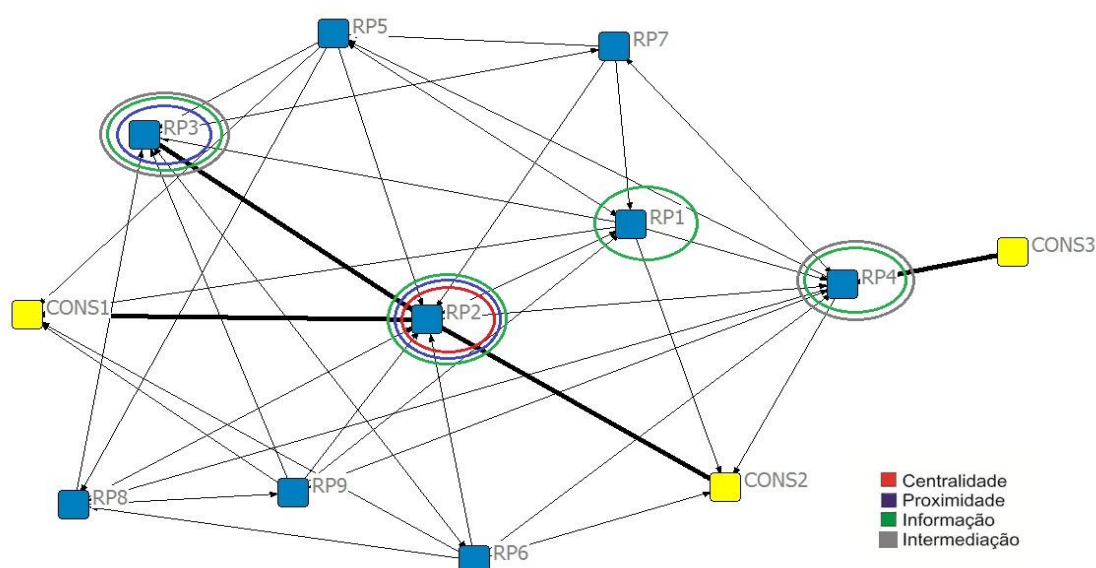 RP5
RP7
RP3
RP1
CONS3
RP4
CONS1
RP2
CONS2
RP9
RP8
RP6
Centralidade
Proximidade
Informação
Intermediação